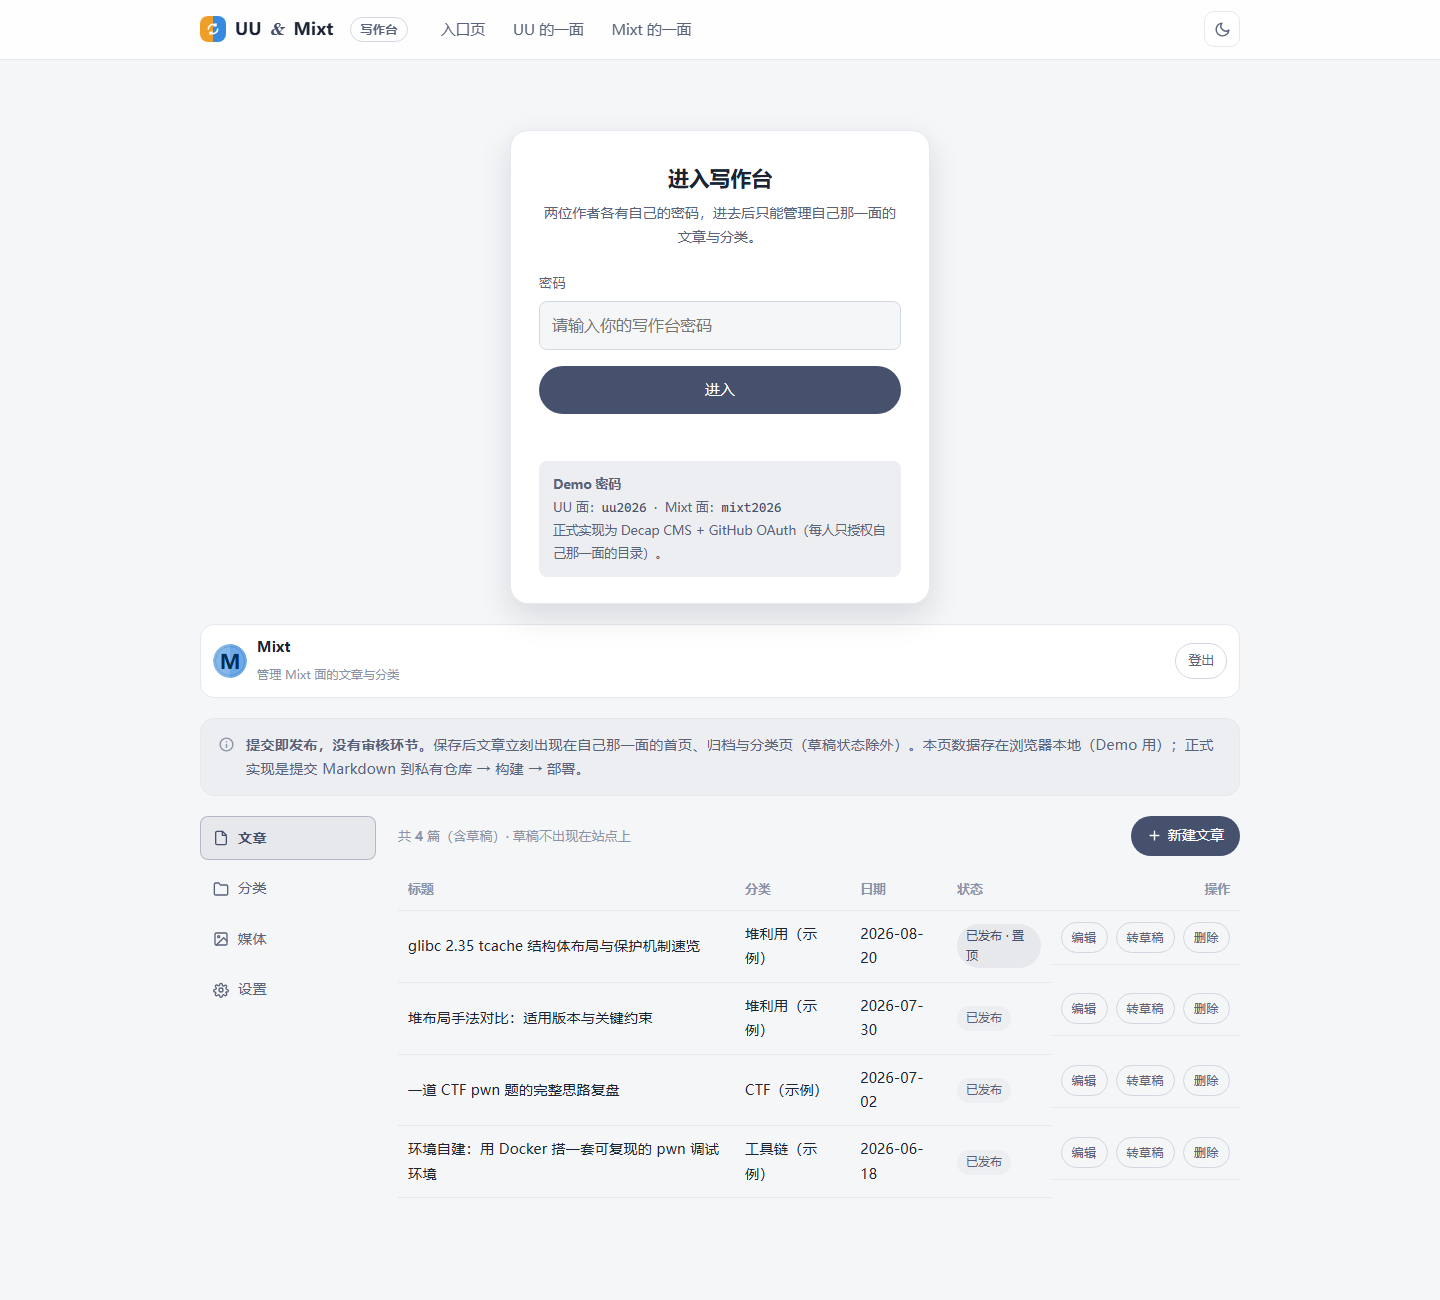 UU & Mixt 写作台 入口页 UU 的一面 Mixt 的一面
进入写作台
两位作者各有自己的密码，进去后只能管理自己那一面的
文章与分类。
密码
请输入你的写作台密码
进入
Demo 密码
UU 面：uu2026 · Mixt 面：mixt2026
正式实现为 Decap CMS + GitHub OAuth（每人只授权自
己那一面的目录）。
M
Mixt
管理 Mixt 面的文章与分类
登出
提交即发布，没有审核环节。保存后文章立刻出现在自己那一面的首页、归档与分类页（草稿状态除外）。本页数据存在浏览器本地（Demo 用）；正式
实现是提交 Markdown 到私有仓库 → 构建 → 部署。
文章
分类
媒体
设置
共 4 篇（含草稿）· 草稿不出现在站点上
新建文章
标题 分类 日期 状态 操作
glibc 2.35 tcache 结构体布局与保护机制速览 堆利用（示 2026-08- 已发布 · 置 编辑 转草稿 删除
例） 20 顶
堆布局手法对比：适用版本与关键约束 堆利用（示 2026-07- 已发布 编辑 转草稿 删除
例） 30
一道 CTF pwn 题的完整思路复盘 CTF（示例） 2026-07- 已发布 编辑 转草稿 删除
02
环境自建：用 Docker 搭一套可复现的 pwn 调试 工具链（示 2026-06- 已发布 编辑 转草稿 删除
环境 例） 18